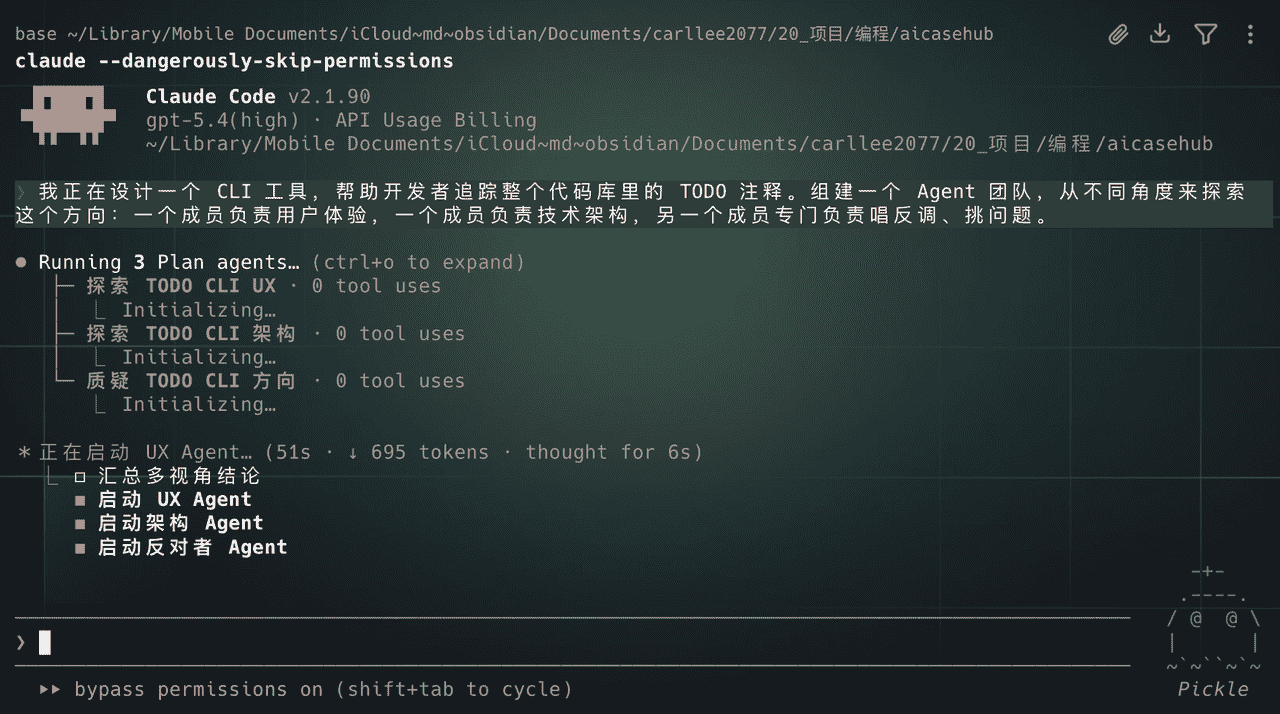 base ~/Library/Mobile Documents/iCloud~md~obsidian/Documents/carllee2077/20_项目/编程/aicasehub
claude --dangerously-skip-permissions
Claude Code v2.1.90
gpt-5.4(high) · API Usage Billing
~/Library/Mobile Documents/iCloud~md~obsidian/Documents/carllee2077/20_项目/编程/aicasehub
❯ 我正在设计一个 CLI 工具，帮助开发者追踪整个代码库里的 TODO 注释。组建一个 Agent 团队，从不同角度来探索
这个方向：一个成员负责用户体验，一个成员负责技术架构，另一个成员专门负责唱反调、挑问题。
● Running 3 Plan agents… (ctrl+o to expand)
├─ 探索 TODO CLI UX · 0 tool uses
│ ⎿ Initializing…
├─ 探索 TODO CLI 架构 · 0 tool uses
│ ⎿ Initializing…
└─ 质疑 TODO CLI 方向 · 0 tool uses
⎿ Initializing…
* 正在启动 UX Agent… (51s · ↓ 695 tokens · thought for 6s)
⎿ □ 汇总多视角结论
■ 启动 UX Agent
■ 启动架构 Agent
■ 启动反对者 Agent
-+-
.----.
/ @  @ \
|      |
~`~``~`~
Pickle
❯
▸▸ bypass permissions on (shift+tab to cycle)